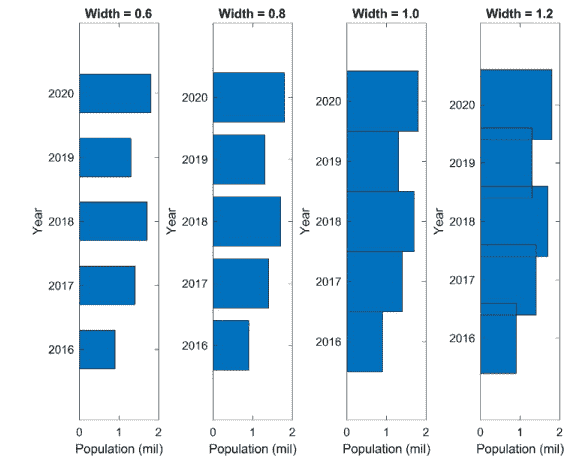 Width = 0.6
Year
2020
2019
2018
2017
2016
0 1 2
Population (mil)
Width = 0.8
Year
2020
2019
2018
2017
2016
0 1 2
Population (mil)
Width = 1.0
Year
2020
2019
2018
2017
2016
0 1 2
Population (mil)
Width = 1.2
Year
2020
2019
2018
2017
2016
0 1 2
Population (mil)